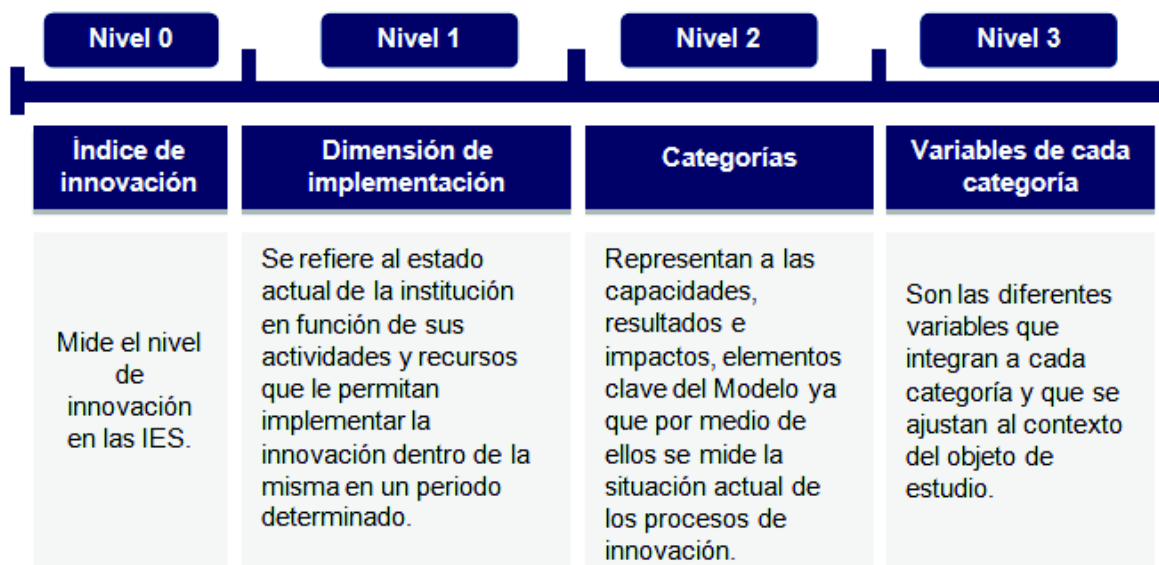 Nivel 0
Nivel 1
Nivel 2
Nivel 3
Índice de
innovación
Dimensión de
implementación
Categorías
Variables de cada
categoría
Mide el nivel
de
innovación
en las IES.
Se refiere al estado
actual de la institución
en función de sus
actividades y recursos
que le permitan
implementar la
innovación dentro de la
misma en un periodo
determinado.
Representan a las
capacidades,
resultados e
impactos, elementos
clave del Modelo ya
que por medio de
ellos se mide la
situación actual de
los procesos de
innovación.
Son las diferentes
variables que
integran a cada
categoría y que se
ajustan al contexto
del objeto de
estudio.